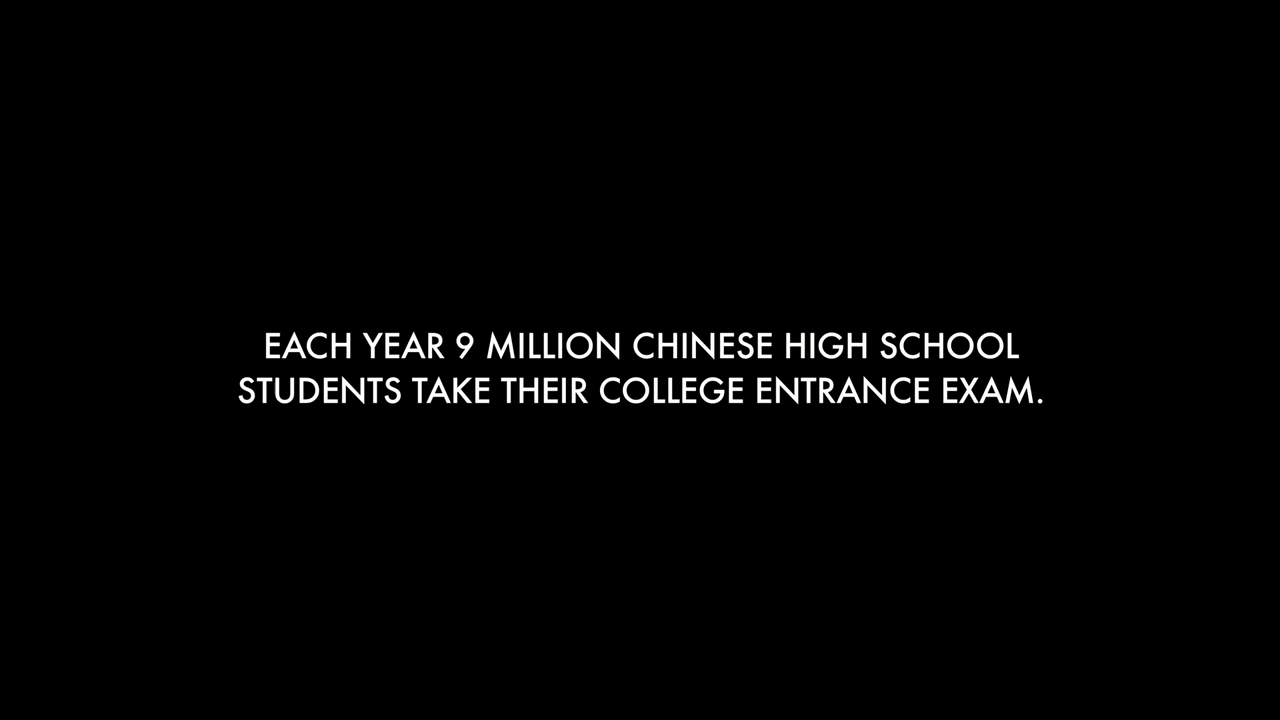 EACH YEAR 9 MILLION CHINESE HIGH SCHOOL
STUDENTS TAKE THEIR COLLEGE ENTRANCE EXAM.